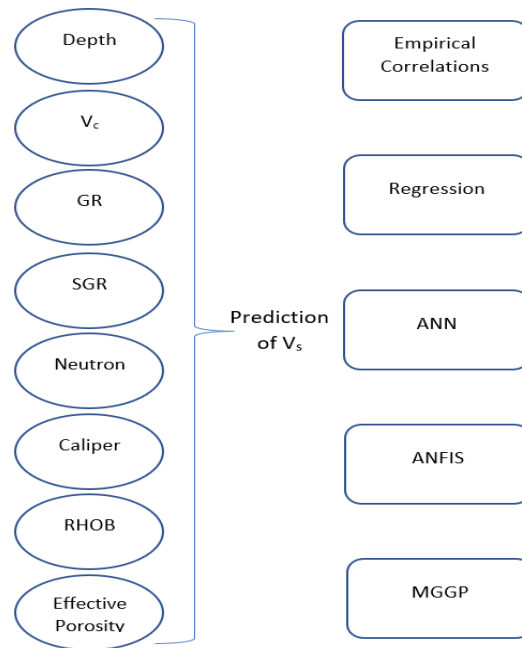 Depth
Vc
GR
SGR
Neutron
Caliper
RHOB
Effective
Porosity
Prediction
of Vs
Empirical
Correlations
Regression
ANN
ANFIS
MGGP